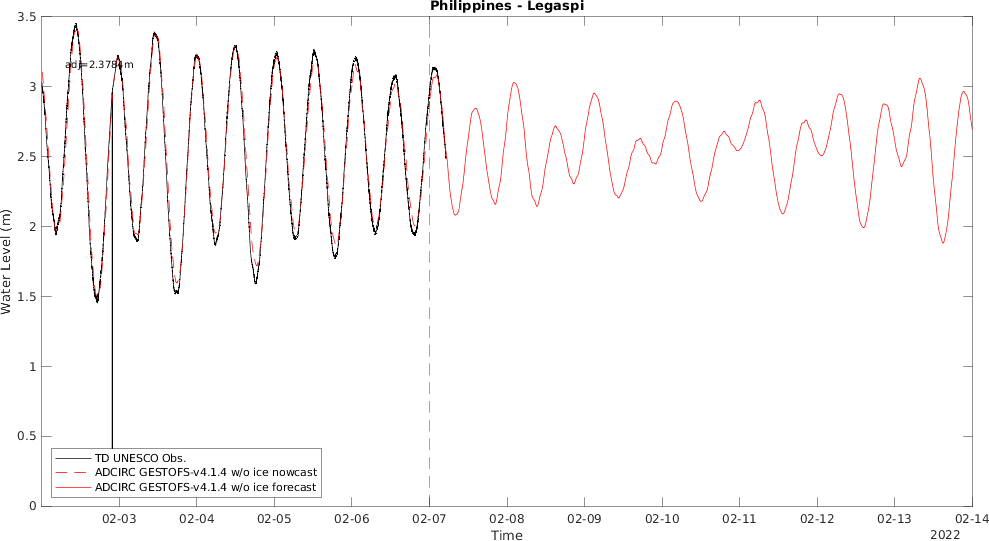 Philippines - Legaspi
3.5
adj=2.3784m
3
2.5
2
Water Level (m)
1.5
1
0.5
TD UNESCO Obs.
ADCIRC GESTOFS-v4.1.4 w/o ice nowcast
ADCIRC GESTOFS-v4.1.4 w/o ice forecast
0
02-03 02-04 02-05 02-06 02-07 02-08 02-09 02-10 02-11 02-12 02-13 02-14
Time
2022